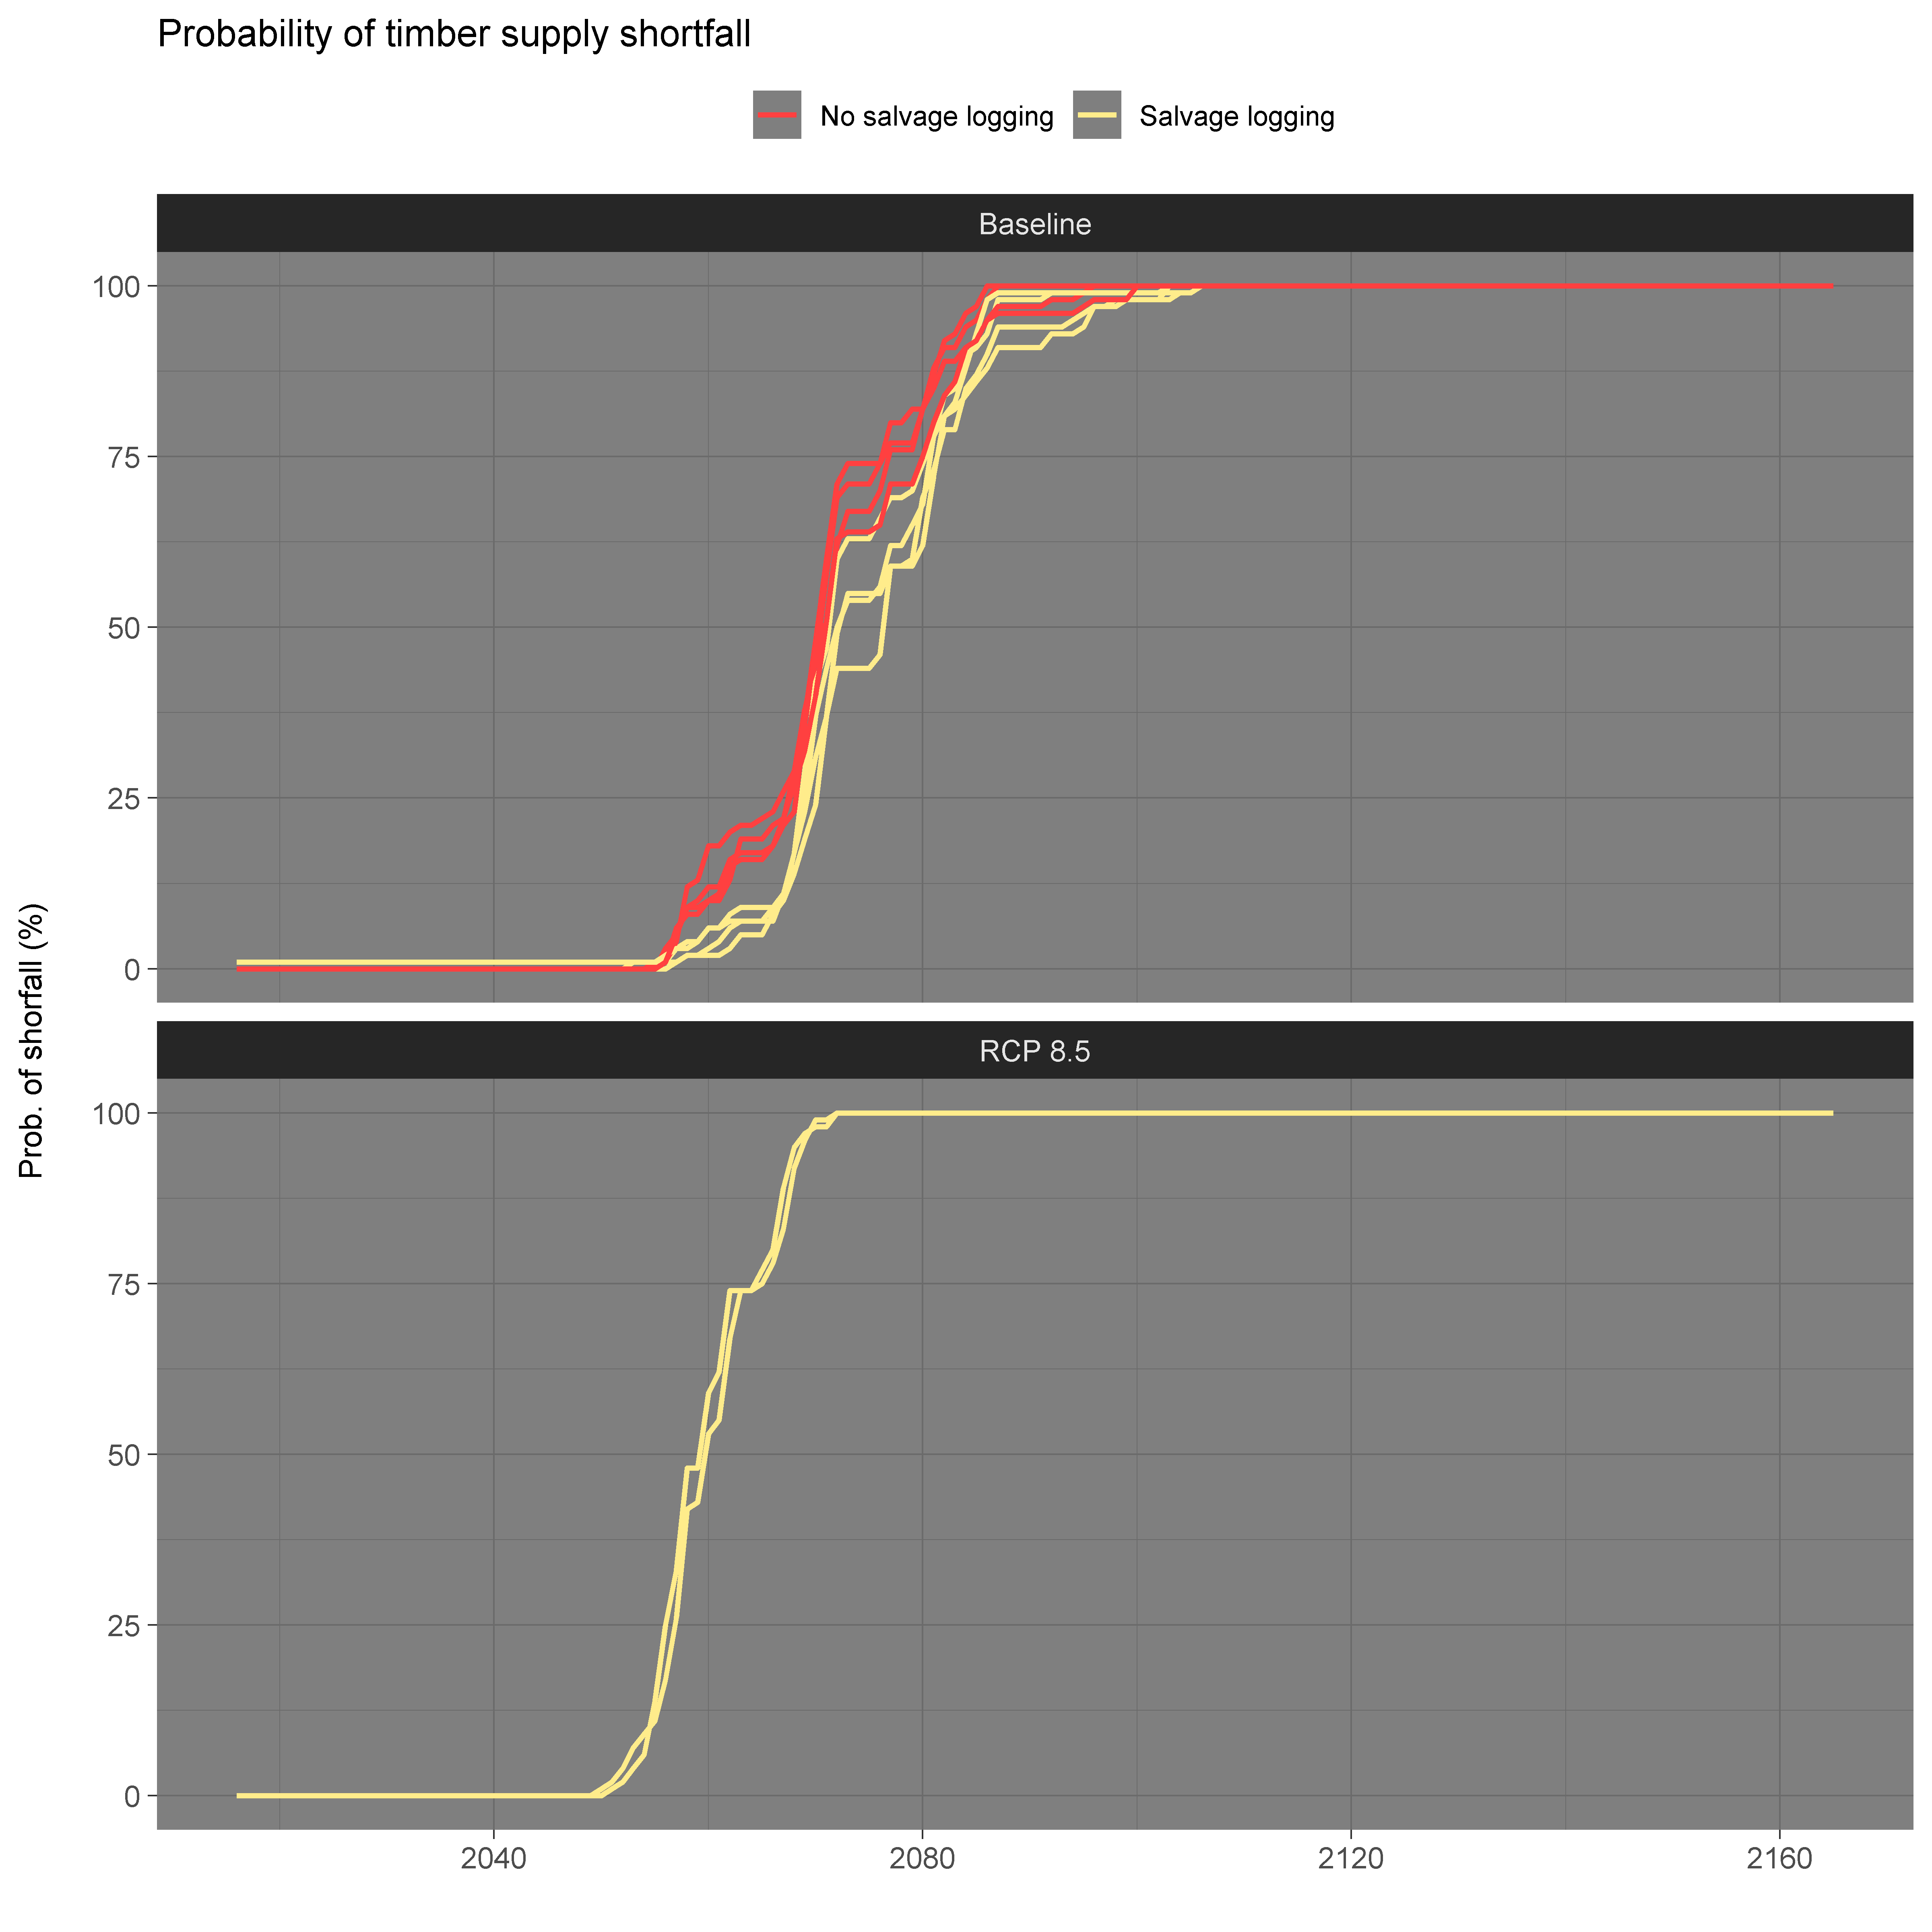 Probability of timber supply shortfall
No salvage logging
Salvage logging
Baseline
100
75
50
25
0
Prob. of shorfall (%)
RCP 8.5
100
75
50
25
0
2040
2080
2120
2160